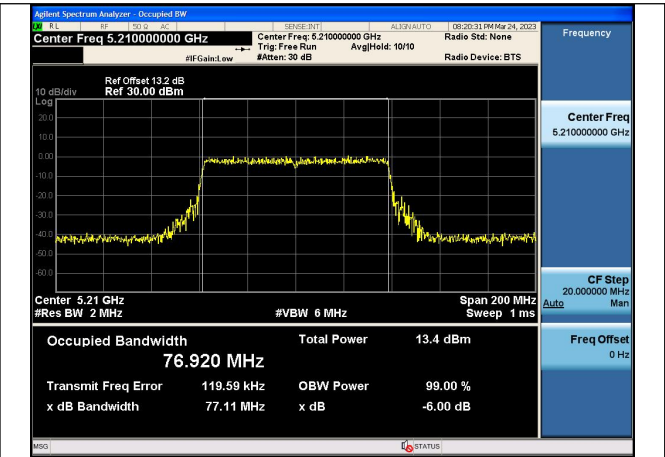 Agilent Spectrum Analyzer - Occupied BW
RL RF 50 Ω AC SENSE:INT ALIGN AUTO 08:20:31 PM Mar 24, 2023
Center Freq 5.210000000 GHz Center Freq: 5.210000000 GHz Radio Std: None Frequency
Trig: Free Run Avg|Hold: 10/10
#IFGain:Low #Atten: 30 dB Radio Device: BTS
Ref Offset 13.2 dB
10 dB/div Ref 30.00 dBm
Log
20.0
10.0
0.00
-10.0
-20.0
-30.0
-40.0
-50.0
-60.0
Center 5.21 GHz Span 200 MHz
#Res BW 2 MHz #VBW 6 MHz Sweep 1 ms
Occupied Bandwidth Total Power 13.4 dBm
76.920 MHz
Transmit Freq Error 119.59 kHz OBW Power 99.00 %
x dB Bandwidth 77.11 MHz x dB -6.00 dB
Center Freq
5.210000000 GHz
CF Step
20.000000 MHz
Auto Man
Freq Offset
0 Hz
MSG STATUS